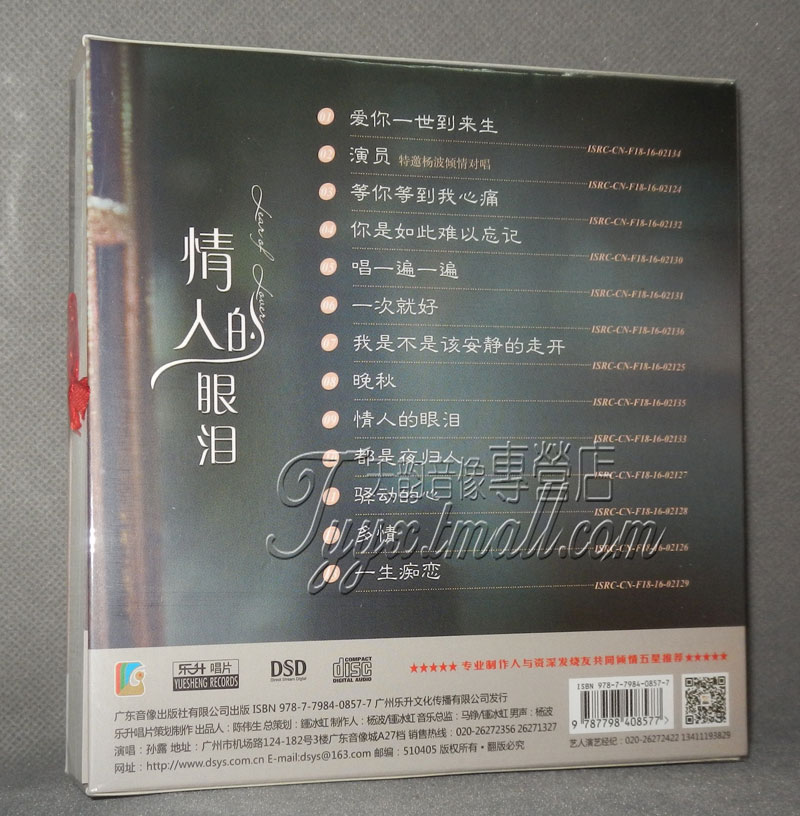 情人的眼泪
Tear of Lover
01 爱你一世到来生
ISRC-CN-F18-16-02134
02 演员 特邀杨波倾情对唱
ISRC-CN-F18-16-02124
03 等你等到我心痛
ISRC-CN-F18-16-02132
04 你是如此难以忘记
ISRC-CN-F18-16-02130
05 唱一遍一遍
ISRC-CN-F18-16-02131
06 一次就好
ISRC-CN-F18-16-02136
07 我是不是该安静的走开
ISRC-CN-F18-16-02125
08 晚秋
ISRC-CN-F18-16-02135
09 情人的眼泪
ISRC-CN-F18-16-02133
都是夜归人
ISRC-CN-F18-16-02127
驿动的心
ISRC-CN-F18-16-02128
多情
ISRC-CN-F18-16-02126
一生痴恋
ISRC-CN-F18-16-02129
天韵音像專營店
Tyyx.tmall.com
乐升 唱片
YUESHENG RECORDS
DSD
Direct Stream Digital
COMPACT
disc
DIGITAL AUDIO
★★★★★ 专业制作人与资深发烧友共同倾情五星推荐 ★★★★★
广东音像出版社有限公司出版 ISBN 978-7-7984-0857-7 广州乐升文化传播有限公司发行
乐升唱片策划制作 出品人：陈伟生 总策划：鍾冰虹 制作人：杨波/鍾冰虹 音乐总监：马铮/鍾冰虹 男声：杨波
演唱：孙露 地址：广州市机场路124-182号3楼广东音像城A27档 销售热线：020-26272356 26271327
网址：http://www.dsys.com.cn E-mail:dsys@163.com 邮编：510405 版权所有·翻版必究
ISBN 978-7-7984-0857-7
9 787798 408577
艺人演艺经纪：020-26272422 13411193829